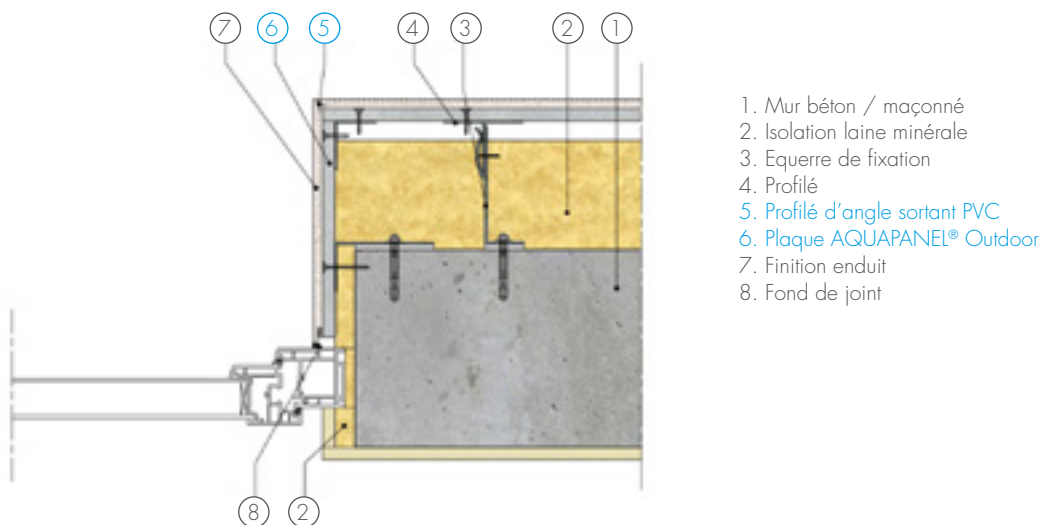 7 6 5 4 3 2 1
1. Mur béton / maçonné
2. Isolation laine minérale
3. Equerre de fixation
4. Profilé
5. Profilé d'angle sortant PVC
6. Plaque AQUAPANEL® Outdoor
7. Finition enduit
8. Fond de joint
8 2